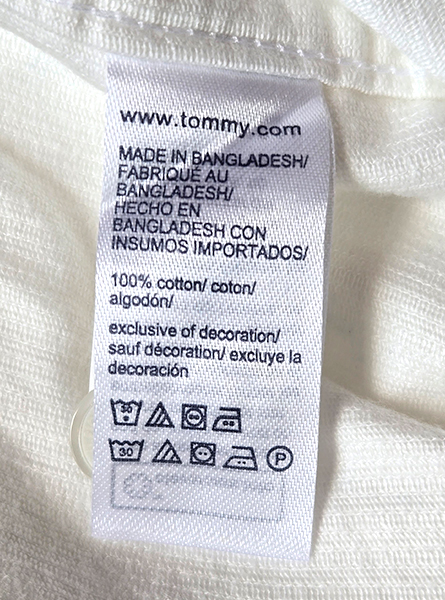 www.tommy.com
MADE IN BANGLADESH/
FABRIQUÉ AU
BANGLADESH/
HECHO EN
BANGLADESH CON
INSUMOS IMPORTADOS/
100% cotton/ coton/
algodón/
exclusive of decoration/
sauf décoration/ excluye la
decoración
30
30 P